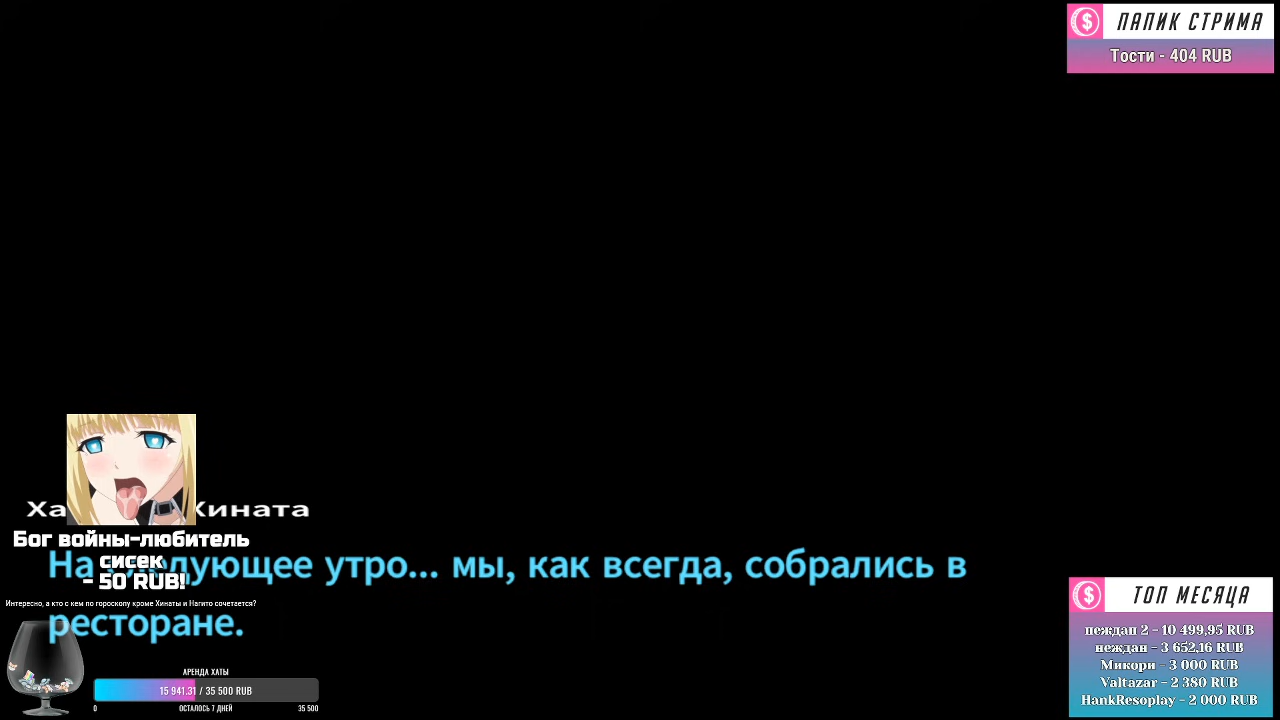 ПАПИК СТРИМА
Тости - 404 RUB
Ха Хината
Бог войны-любитель
сисек
- 50 RUB!
На следующее утро... мы, как всегда, собрались в
ресторане.
Интересно, а кто с кем по гороскопу кроме Хинаты и Нагито сочетается?
АРЕНДА ХАТЫ
15 941.31 / 35 500 RUB
0 ОСТАЛОСЬ 7 ДНЕЙ 35 500
ТОП МЕСЯЦА
неждан 2 - 10 499,95 RUB
неждан - 3 652,16 RUB
Микори - 3 000 RUB
Valtazar - 2 380 RUB
HankResoplay - 2 000 RUB